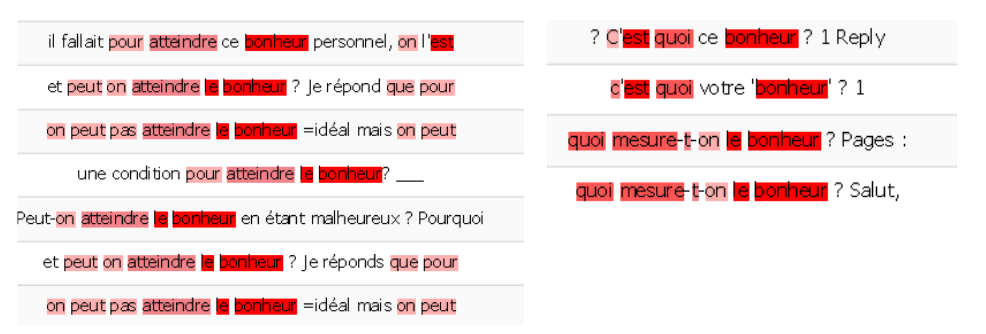 il fallait pour atteindre ce bonheur personnel, on l'est
et peut on atteindre le bonheur ? Je répond que pour
on peut pas atteindre le bonheur =idéal mais on peut
une condition pour atteindre le bonheur? ___
Peut-on atteindre le bonheur en étant malheureux ? Pourquoi
et peut on atteindre le bonheur ? Je réponds que pour
on peut pas atteindre le bonheur =idéal mais on peut
? C'est quoi ce bonheur ? 1 Reply
c'est quoi votre 'bonheur' ? 1
quoi mesure-t-on le bonheur ? Pages :
quoi mesure-t-on le bonheur ? Salut,